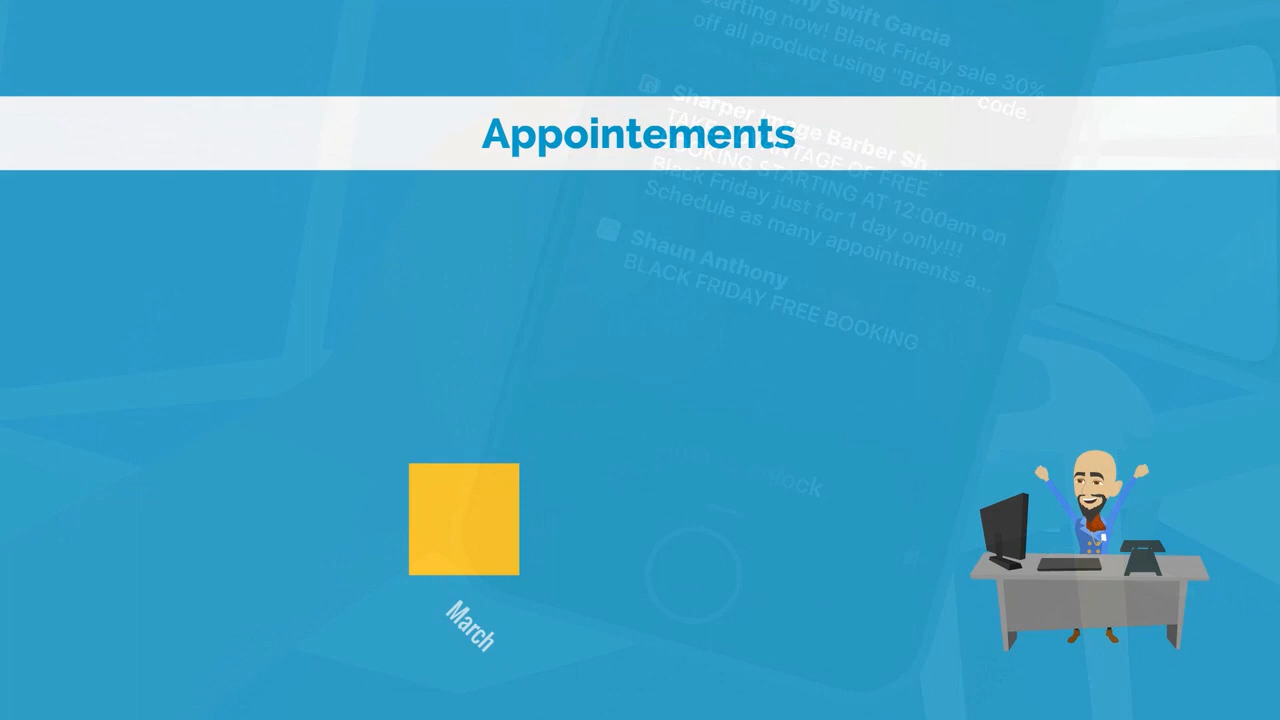 ny Swift Garcia
Starting now! Black Friday sale 30%
off all product using "BFAPP" code.
Appointements
Sharper Image Barber Sh...
TAKE ADVANTAGE OF FREE
BOOKING STARTING AT 12:00am on
Black Friday just for 1 day only!!!
Schedule as many appointments a...
Shaun Anthony
BLACK FRIDAY FREE BOOKING
March